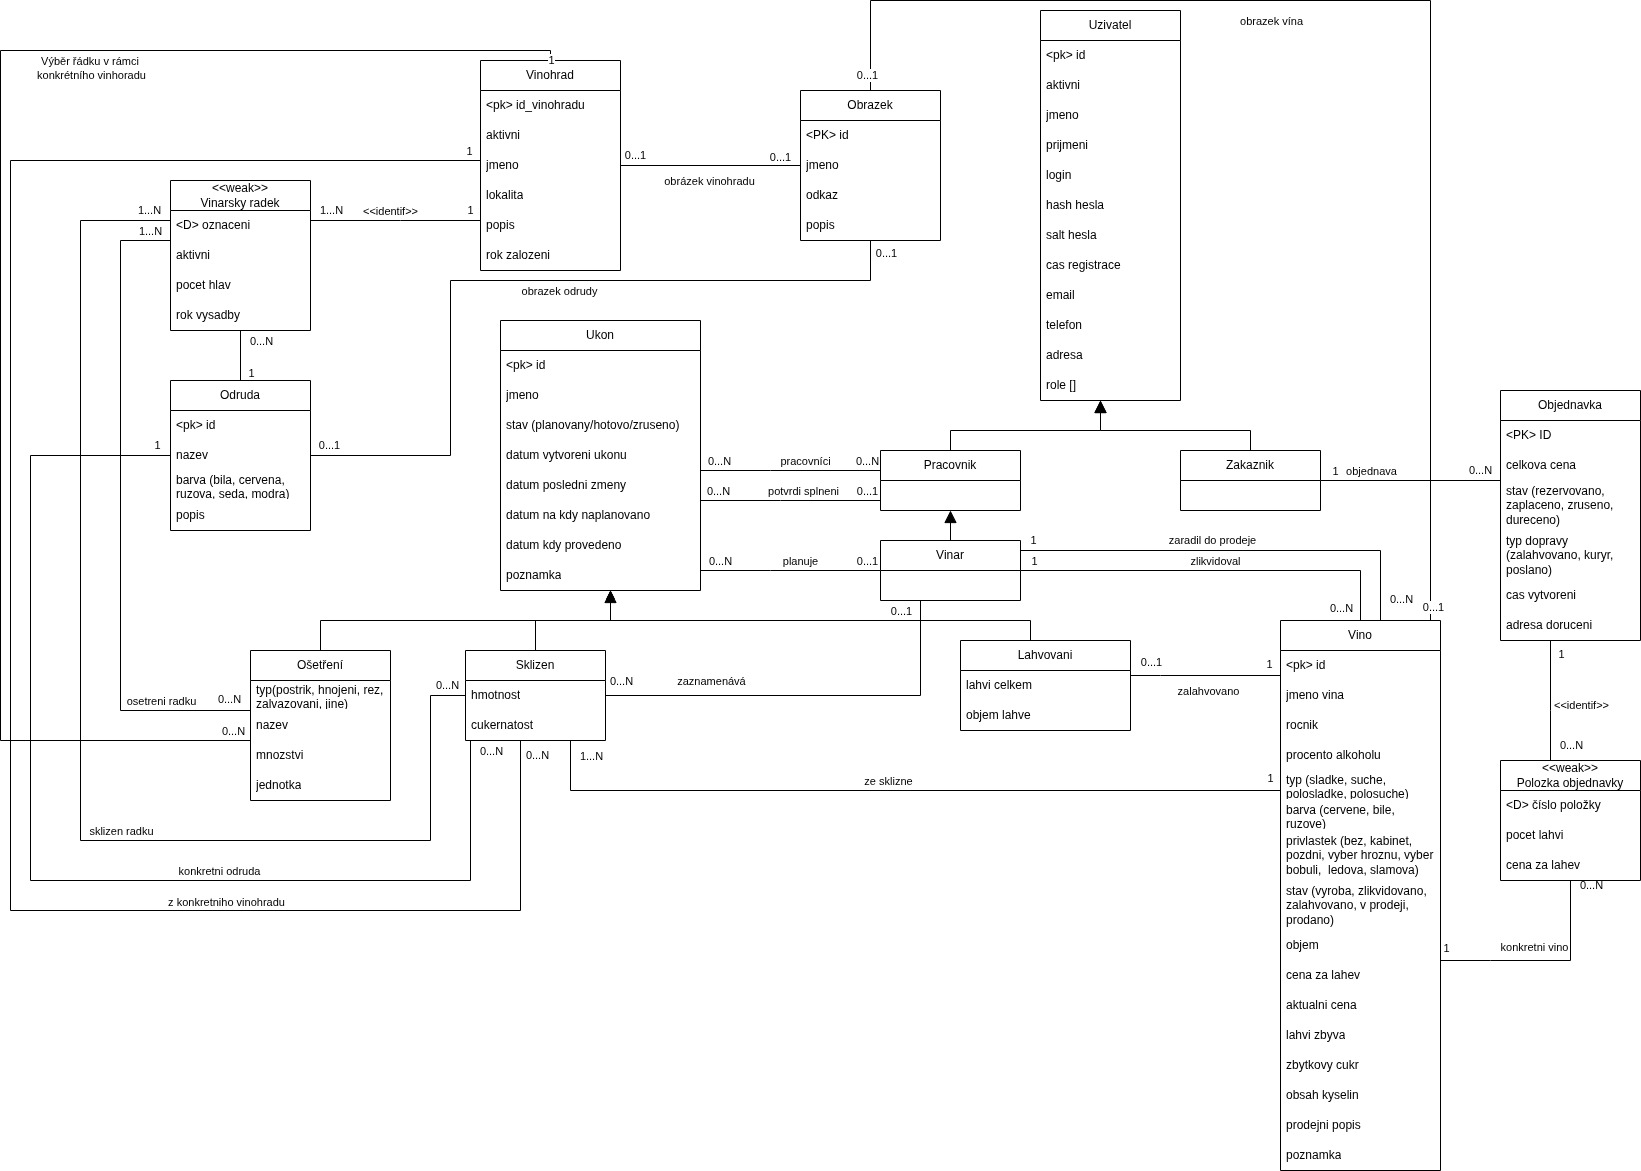 obrazek vína
Výběr řádku v rámci
konkrétního vinhoradu
1
Vinohrad
<pk> id_vinohradu
aktivni
jmeno
lokalita
popis
rok zalozeni
0...1
Obrazek
<PK> id
jmeno
odkaz
popis
Uzivatel
<pk> id
aktivni
jmeno
prijmeni
login
hash hesla
salt hesla
cas registrace
email
telefon
adresa
role []
1
0...1
0...1
obrázek vinohradu
<<weak>>
Vinarsky radek
<D> oznaceni
aktivni
pocet hlav
rok vysadby
1...N
1...N
1...N
<<identif>>
1
0...1
obrazek odrudy
0...N
1
Odruda
<pk> id
nazev
barva (bila, cervena,
ruzova, seda, modra)
popis
1
0...1
Ukon
<pk> id
jmeno
stav (planovany/hotovo/zruseno)
datum vytvoreni ukonu
datum posledni zmeny
datum na kdy naplanovano
datum kdy provedeno
poznamka
0...N
pracovníci
0...N
0...N
potvrdi splneni
0...1
0...N
planuje
0...1
Pracovnik
Zakaznik
1
objednava
0...N
Objednavka
<PK> ID
celkova cena
stav (rezervovano,
zaplaceno, zruseno,
dureceno)
typ dopravy
(zalahvovano, kuryr,
poslano)
cas vytvoreni
adresa doruceni
Vinar
1
zaradil do prodeje
1
zlikvidoval
0...N
0...N
0...1
0...1
Ošetření
typ(postrik, hnojeni, rez,
zalvazovani, jine)
nazev
mnozstvi
jednotka
osetreni radku
0...N
0...N
Sklizen
hmotnost
cukernatost
0...N
0...N
zaznamenává
Lahvovani
lahvi celkem
objem lahve
0...1
1
zalahvovano
0...N
0...N
1...N
ze sklizne
1
sklizen radku
konkretni odruda
z konkretniho vinohradu
Vino
<pk> id
jmeno vina
rocnik
procento alkoholu
typ (sladke, suche,
polosladke, polosuche)
barva (cervene, bile,
ruzove)
privlastek (bez, kabinet,
pozdni, vyber hroznu, vyber
bobuli,  ledova, slamova)
stav (vyroba, zlikvidovano,
zalahvovano, v prodeji,
prodano)
objem
cena za lahev
aktualni cena
lahvi zbyva
zbytkovy cukr
obsah kyselin
prodejni popis
poznamka
1
<<identif>>
0...N
<<weak>>
Polozka objednavky
<D> číslo položky
pocet lahvi
cena za lahev
0...N
1
konkretni vino